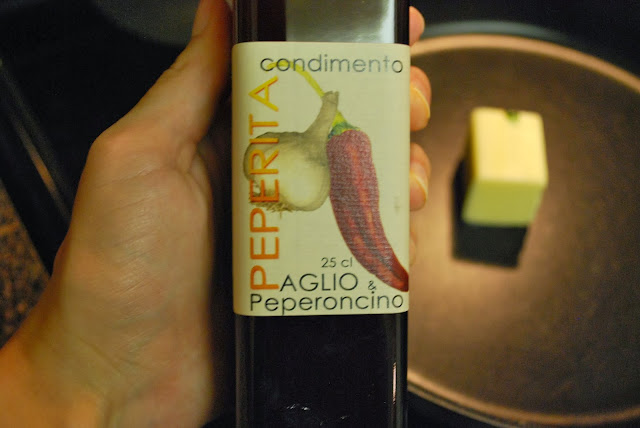 condimento
PEPERITA
25 cl
AGLIO &
Peperoncino